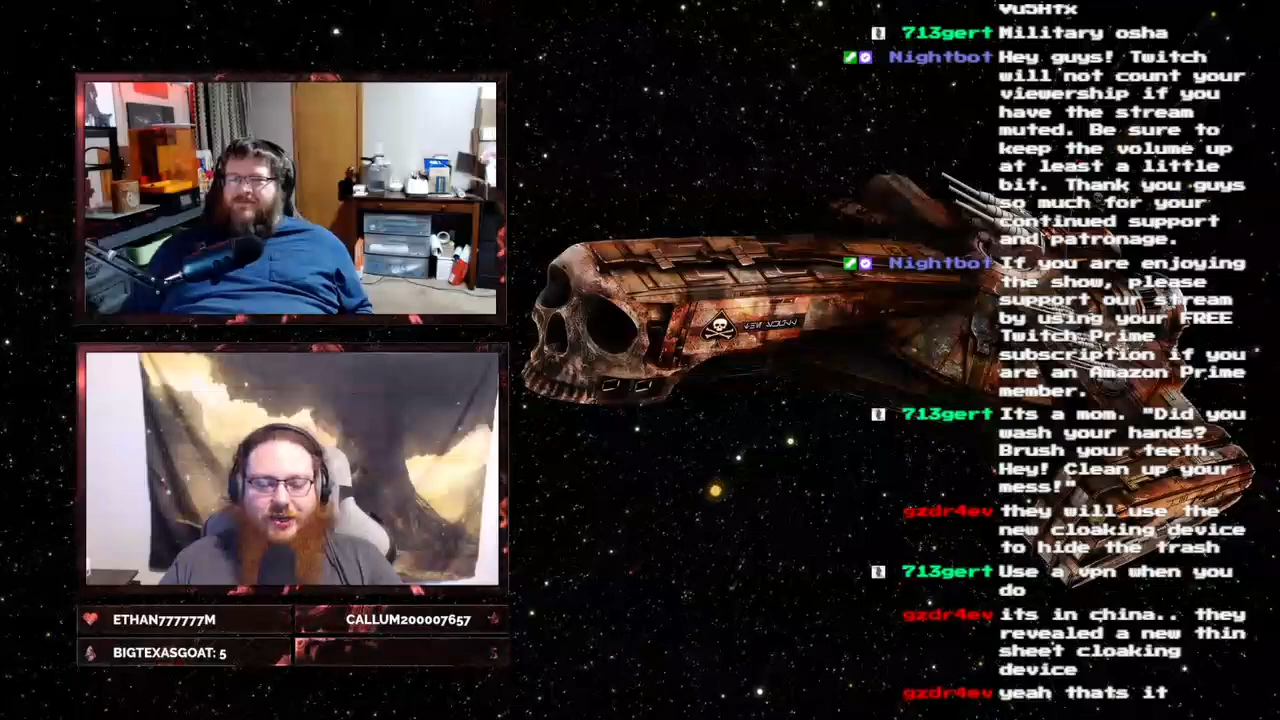 713gert Military osha
Nightbot Hey guys! Twitch
will not count your
viewership if you
have the stream
muted. Be sure to
keep the volume up
at least a little
bit. Thank you guys
so much for your
continued support
and patronage.
Nightbot If you are enjoying
the show, please
support our stream
by using your FREE
Twitch Prime
subscription if you
are an Amazon Prime
member.
713gert Its a mom. "Did you
wash your hands?
Brush your teeth.
Hey! Clean up your
mess!"
gzdr4ev they will use the
new cloaking device
to hide the trash
713gert Use a vpn when you
do
gzdr4ev its in china.. they
revealed a new thin
sheet cloaking
device
gzdr4ev yeah thats it
ETHAN777777M
CALLUM200007657
BIGTEXASGOAT: 5
5